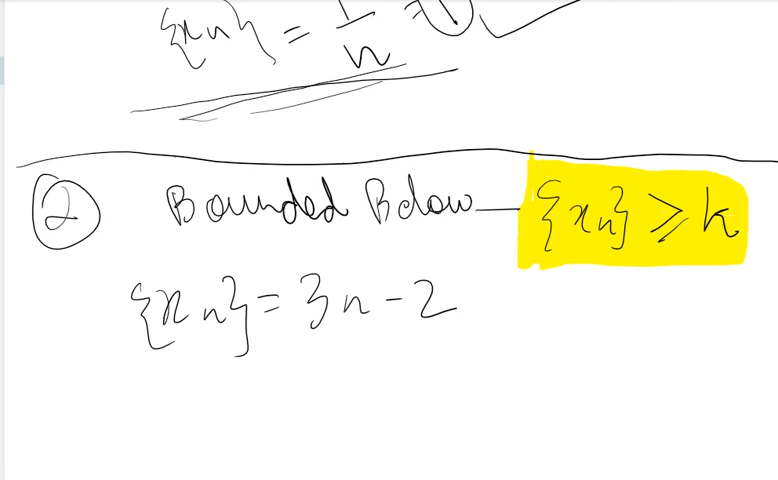 {xn} = 1/n =
② Bounded Below — {xn} ≥ k
{xn} = 3n - 2